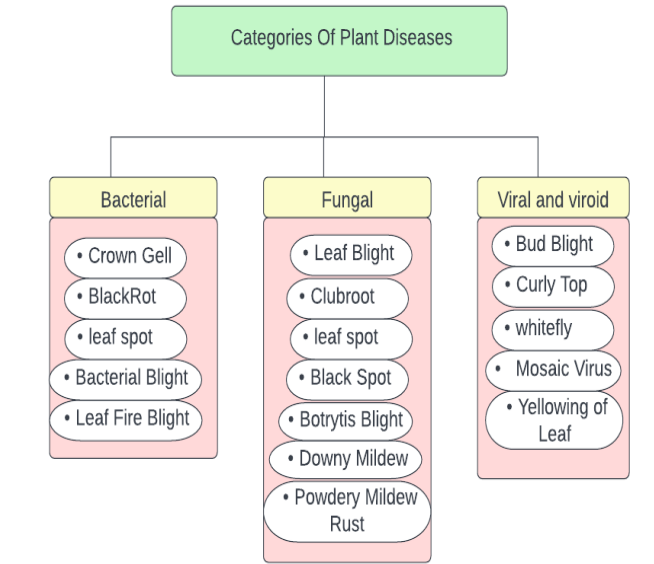 Categories Of Plant Diseases
Bacterial
• Crown Gell
• BlackRot
• leaf spot
• Bacterial Blight
• Leaf Fire Blight
Fungal
• Leaf Blight
• Clubroot
• leaf spot
• Black Spot
• Botrytis Blight
• Downy Mildew
• Powdery Mildew
Rust
Viral and viroid
• Bud Blight
• Curly Top
• whitefly
• Mosaic Virus
• Yellowing of
Leaf